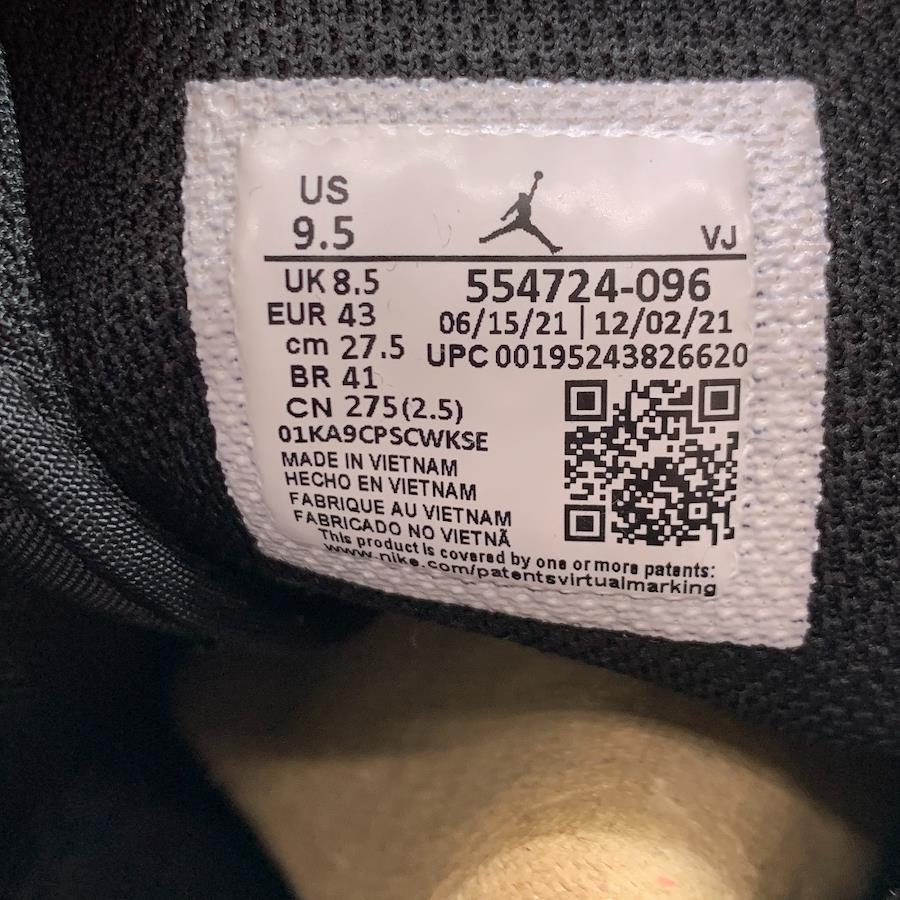 US
9.5
VJ
UK 8.5
554724-096
EUR 43
06/15/21 | 12/02/21
cm 27.5
UPC 00195243826620
BR 41
CN 275(2.5)
01KA9CPSCWKSE
MADE IN VIETNAM
HECHO EN VIETNAM
FABRIQUE AU VIETNAM
FABRICADO NO VIETNÃ
This product is covered by one or more patents:
www.nike.com/patentsvirtualmarking